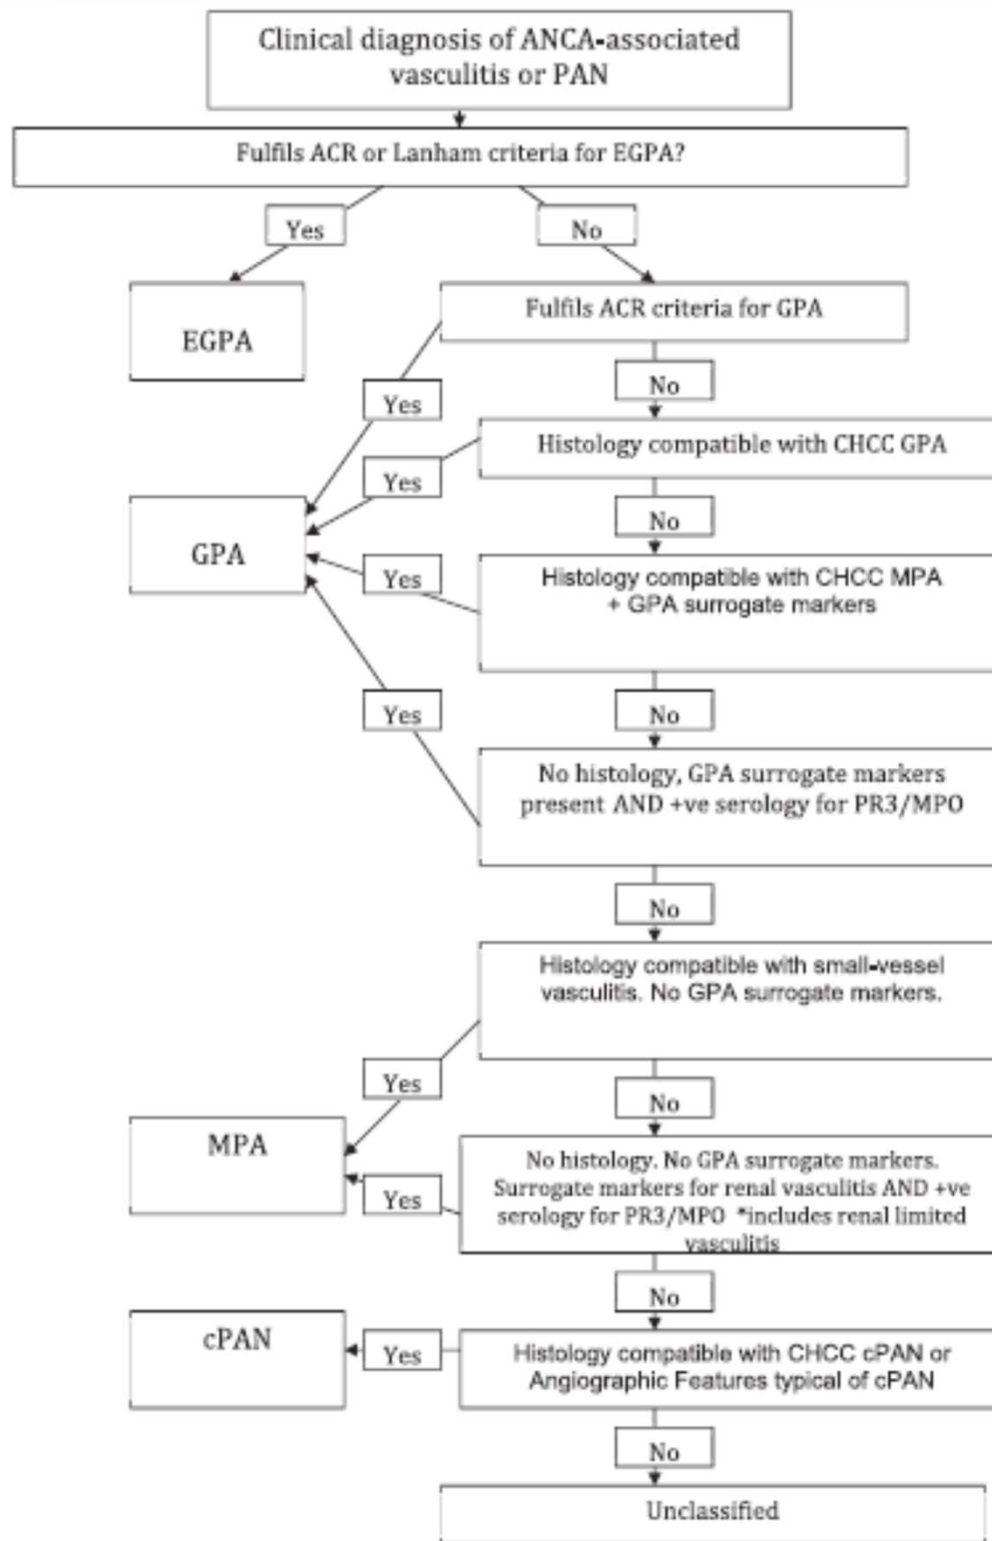 Clinical diagnosis of ANCA-associated
vasculitis or PAN
Fulfils ACR or Lanham criteria for EGPA?
Yes
No
EGPA
Fulfils ACR criteria for GPA
Yes
No
Histology compatible with CHCC GPA
Yes
No
GPA
Histology compatible with CHCC MPA
+ GPA surrogate markers
Yes
No
Yes
No histology, GPA surrogate markers
present AND +ve serology for PR3/MPO
No
Histology compatible with small-vessel
vasculitis. No GPA surrogate markers.
Yes
No
MPA
No histology. No GPA surrogate markers.
Surrogate markers for renal vasculitis AND +ve
serology for PR3/MPO *includes renal limited
vasculitis
Yes
No
cPAN
Yes
Histology compatible with CHCC cPAN or
Angiographic Features typical of cPAN
No
Unclassified